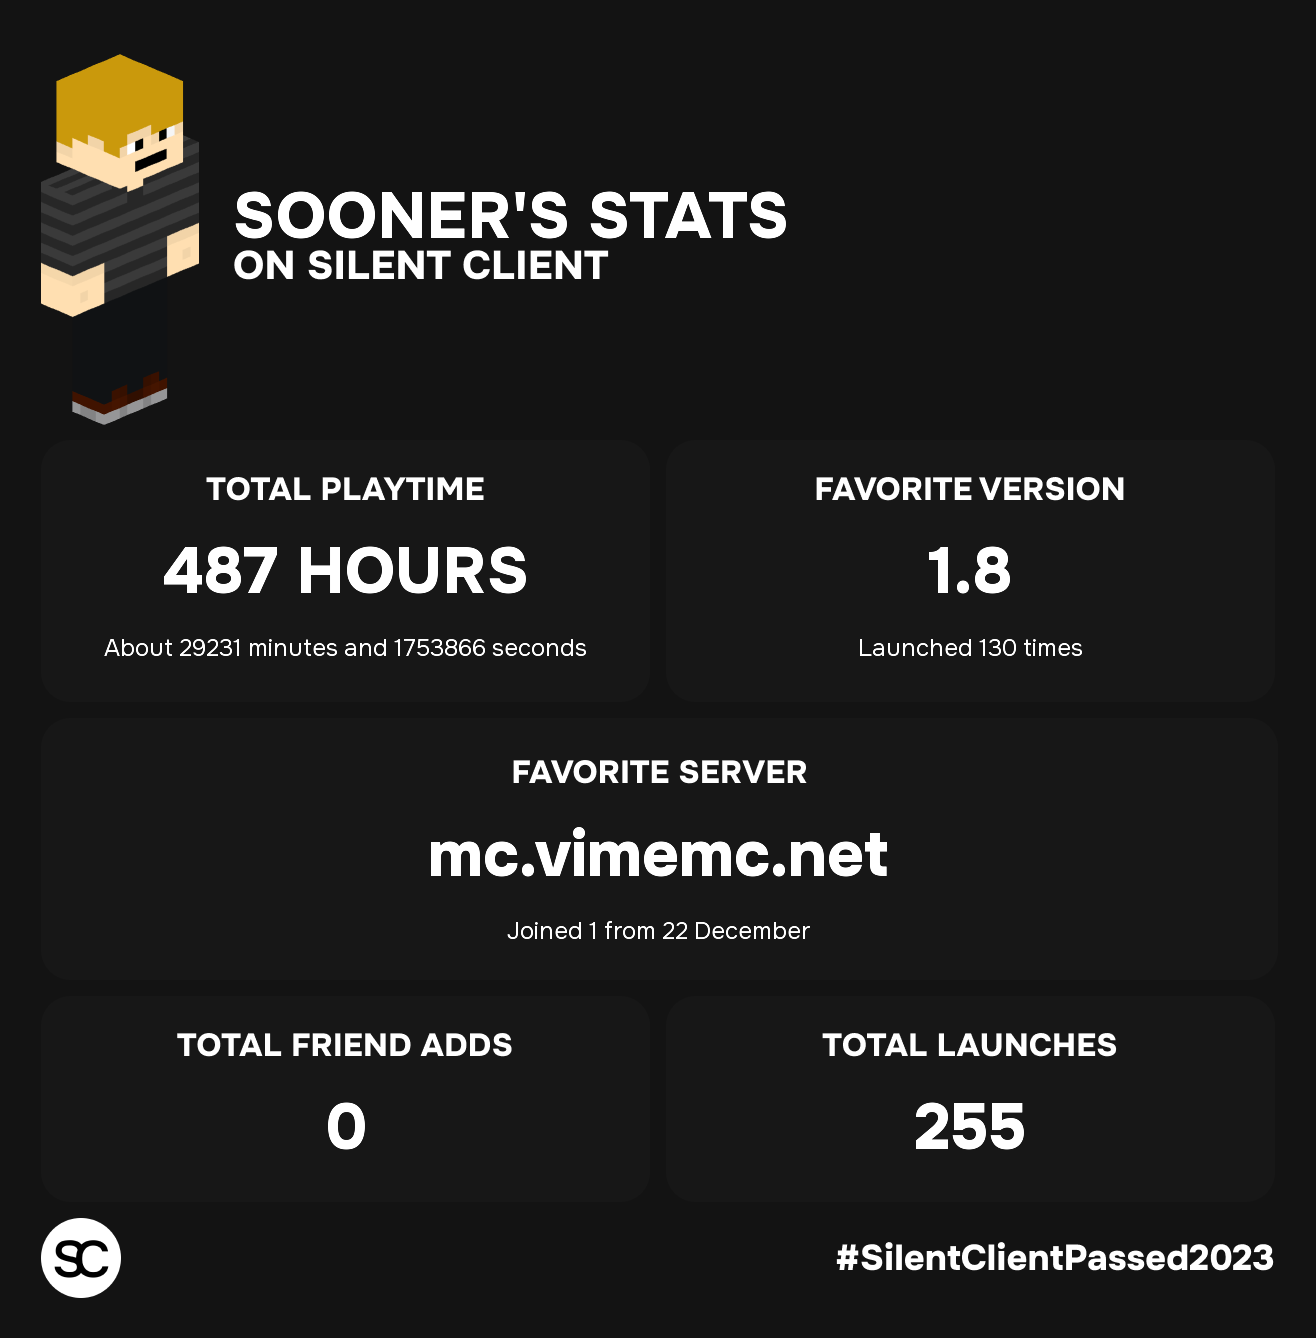 SOONER'S STATS
ON SILENT CLIENT
TOTAL PLAYTIME
487 HOURS
About 29231 minutes and 1753866 seconds
FAVORITE VERSION
1.8
Launched 130 times
FAVORITE SERVER
mc.vimemc.net
Joined 1 from 22 December
TOTAL FRIEND ADDS
0
TOTAL LAUNCHES
255
SC
#SilentClientPassed2023